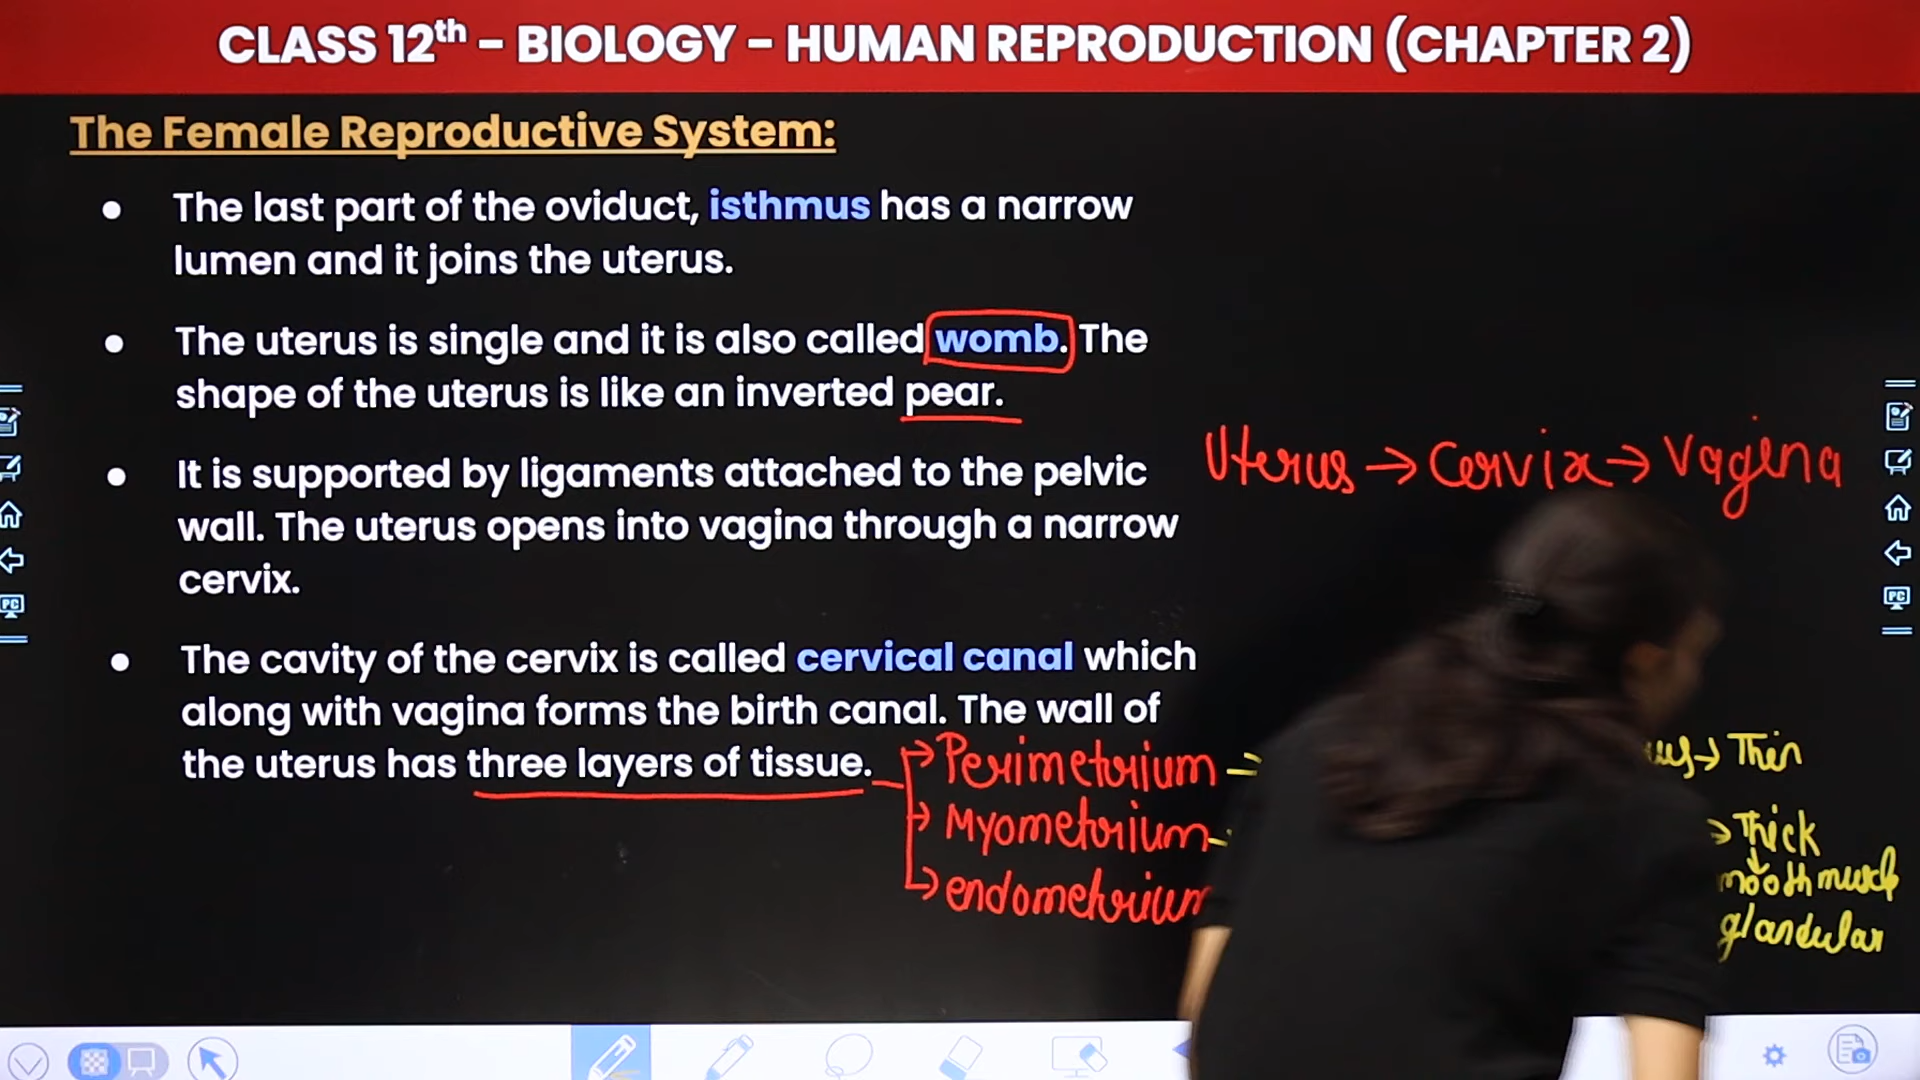 CLASS 12th – BIOLOGY – HUMAN REPRODUCTION (CHAPTER 2)
The Female Reproductive System:
● The last part of the oviduct, isthmus has a narrow
lumen and it joins the uterus.
● The uterus is single and it is also called womb. The
shape of the uterus is like an inverted pear.
● It is supported by ligaments attached to the pelvic
wall. The uterus opens into vagina through a narrow
cervix.
● The cavity of the cervix is called cervical canal which
along with vagina forms the birth canal. The wall of
the uterus has three layers of tissue.
Uterus → Cervix → Vagina
→ Perimetrium
→ Myometrium
→ endometrium
→ Thin
→ Thick
muscle
glandular
PC
PC